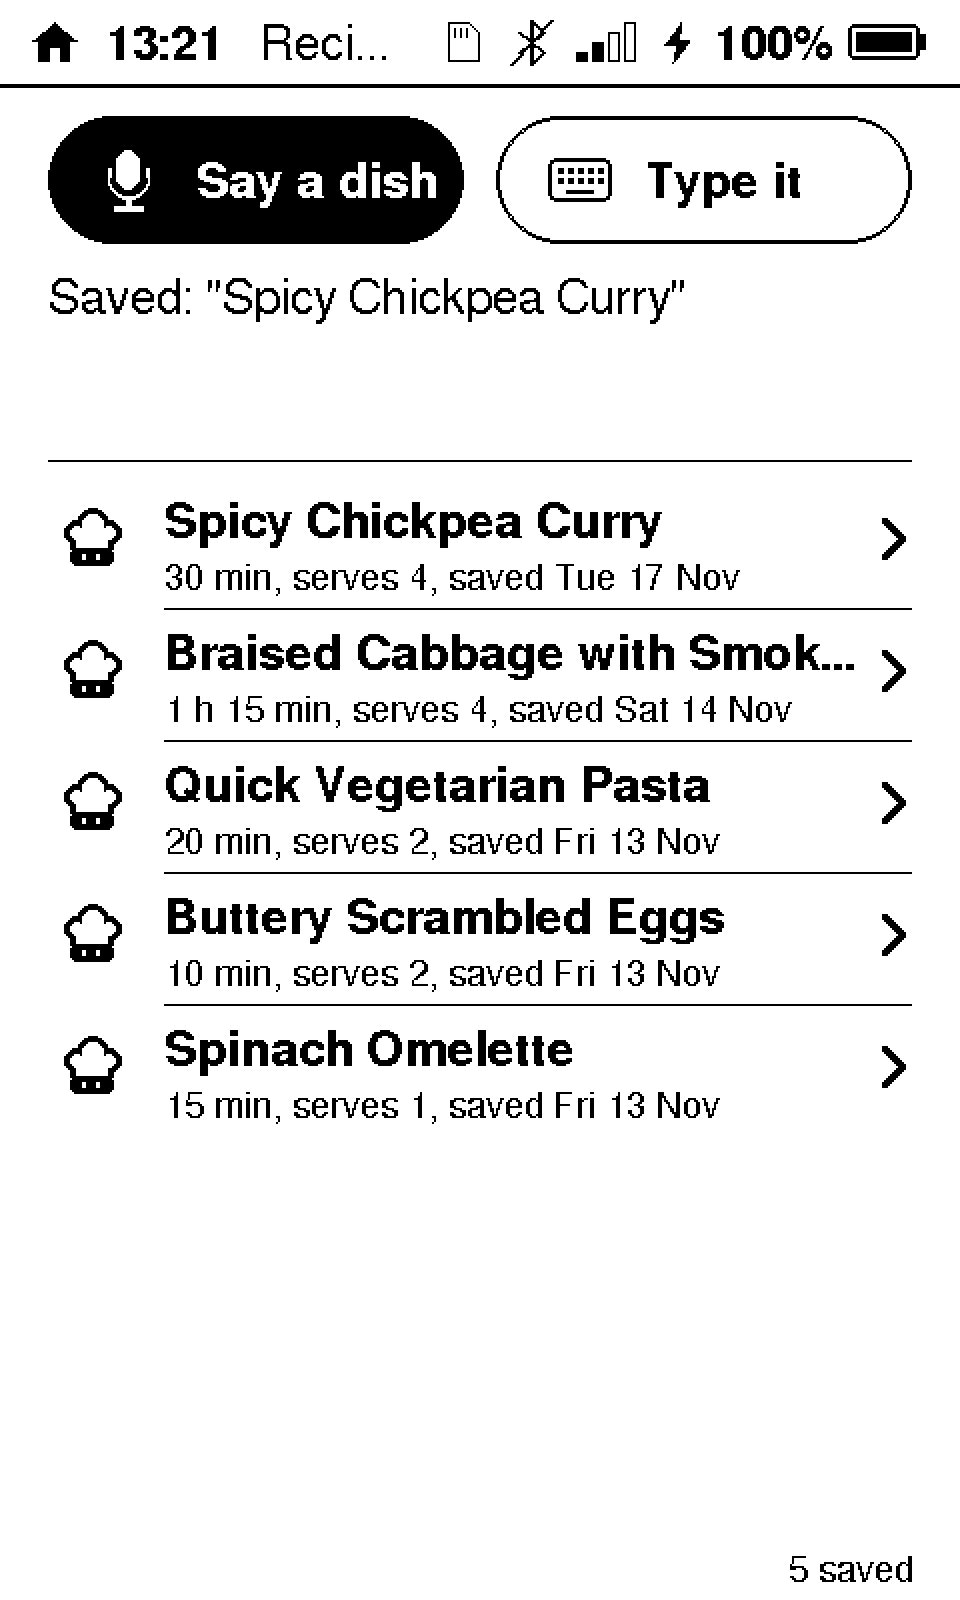 13:21 Reci... 100%
Say a dish
Type it
Saved: "Spicy Chickpea Curry"
Spicy Chickpea Curry
30 min, serves 4, saved Tue 17 Nov
Braised Cabbage with Smok...
1 h 15 min, serves 4, saved Sat 14 Nov
Quick Vegetarian Pasta
20 min, serves 2, saved Fri 13 Nov
Buttery Scrambled Eggs
10 min, serves 2, saved Fri 13 Nov
Spinach Omelette
15 min, serves 1, saved Fri 13 Nov
5 saved